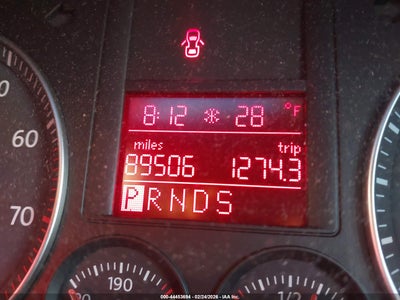 8:12 28 °F
miles trip
89506 1274.3
PRNDS
60
70
190
1/2
000-44453684 - 02/24/2026 - IAA Inc.